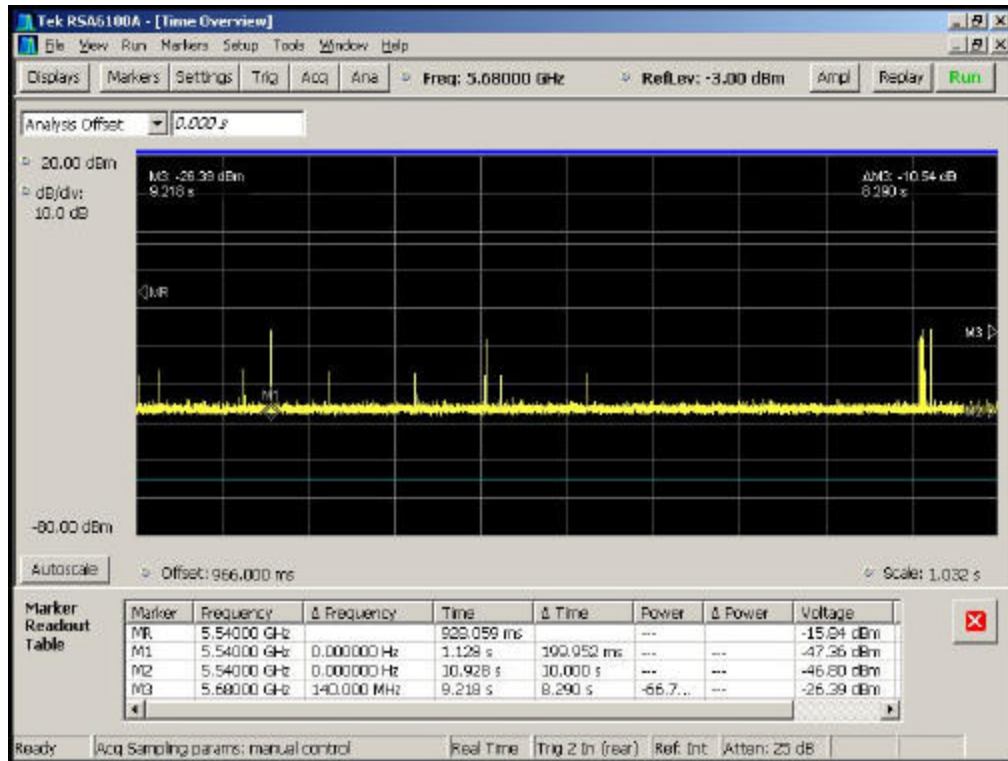 Tek RSA6100A - [Time Overview]
File View Run Markers Setup Tools Window Help
Displays Markers Settings Trig Acq Ana Freq: 5.68000 GHz RefLev: -3.00 dBm Ampl Replay Run
Analysis Offset 0.000 s
20.00 dBm
dB/div:
10.0 dB
M3: -26.39 dBm
9.218 s
ΔM3: -10.54 dB
8.290 s
MR
M3
M1
M2
-80.00 dBm
Autoscale Offset: 966.000 ms Scale: 1.032 s
Marker Readout Table
Marker Frequency Δ Frequency Time Δ Time Power Δ Power Voltage
MR 5.54000 GHz 928.059 ms --- -15.84 dBm
M1 5.54000 GHz 0.000000 Hz 1.128 s 199.952 ms --- --- -47.36 dBm
M2 5.54000 GHz 0.000000 Hz 10.928 s 10.000 s --- --- -46.80 dBm
M3 5.68000 GHz 140.000 MHz 9.218 s 8.290 s -66.7... --- -26.39 dBm
Ready Acq Sampling params: manual control Real Time Trig 2 In (rear) Ref: Int Atten: 25 dB